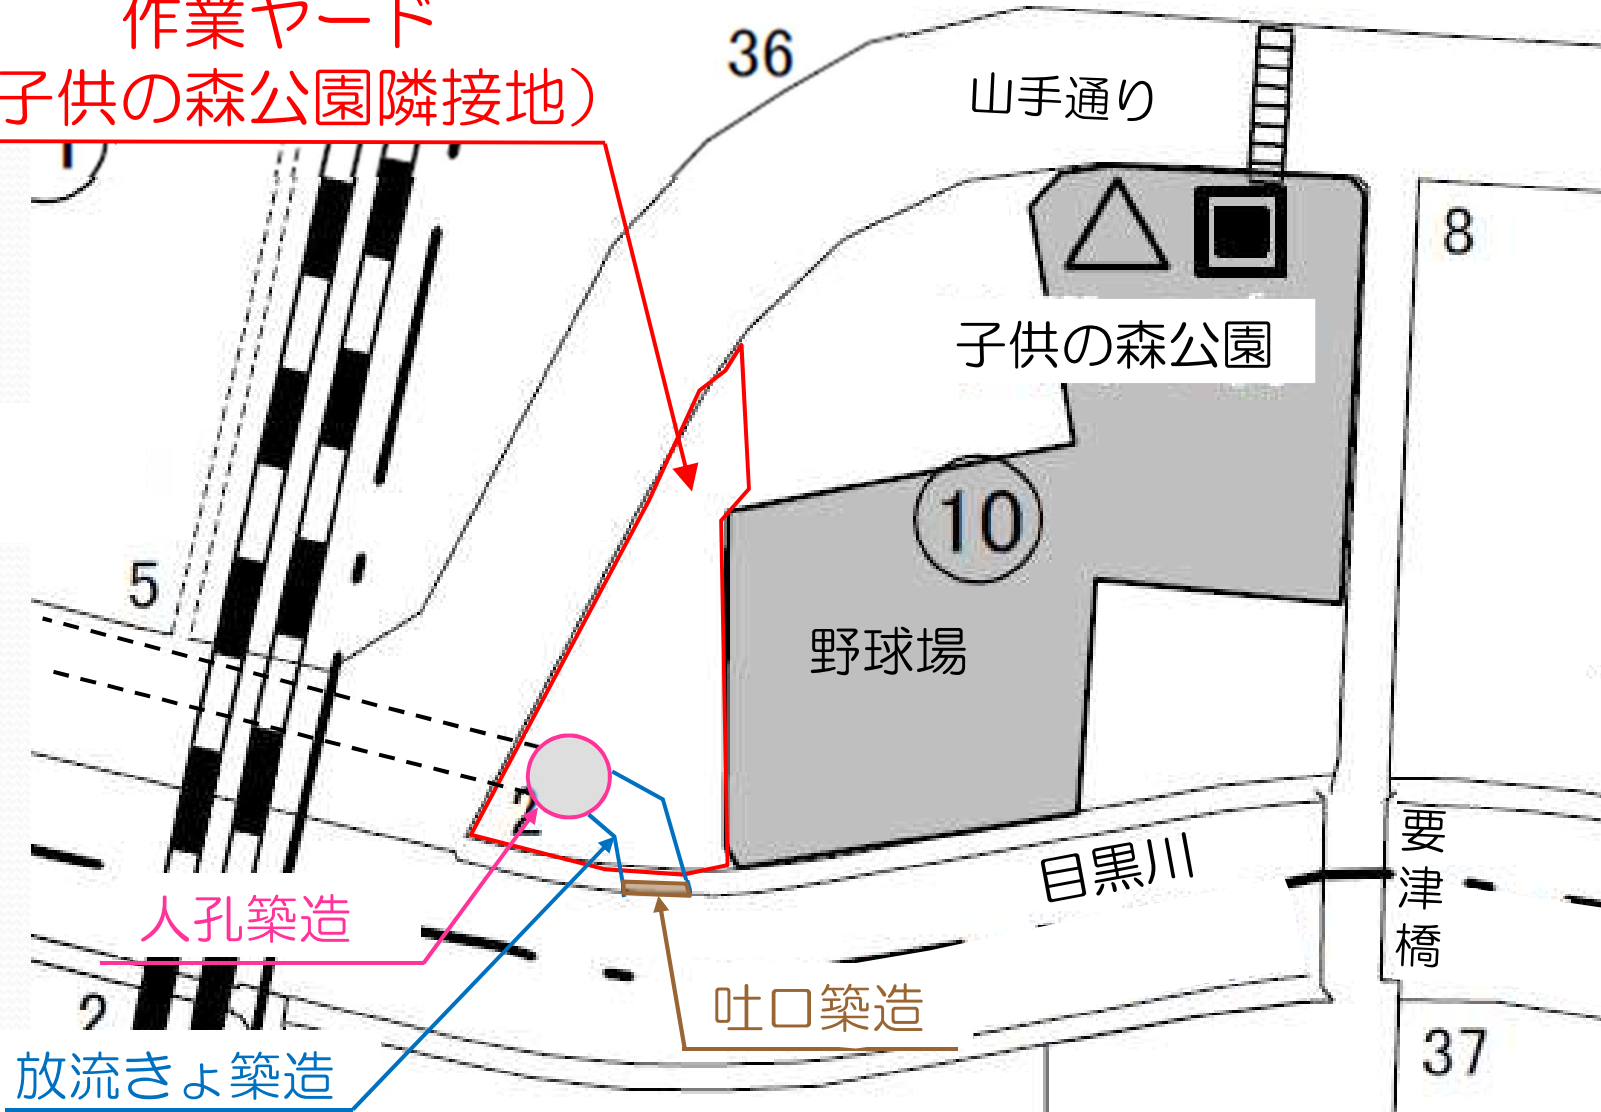 作業ヤード
子供の森公園隣接地）
36
山手通り
8
子供の森公園
10
5
野球場
2
目黒川
要津橋
人孔築造
吐口築造
2
37
放流きょ築造